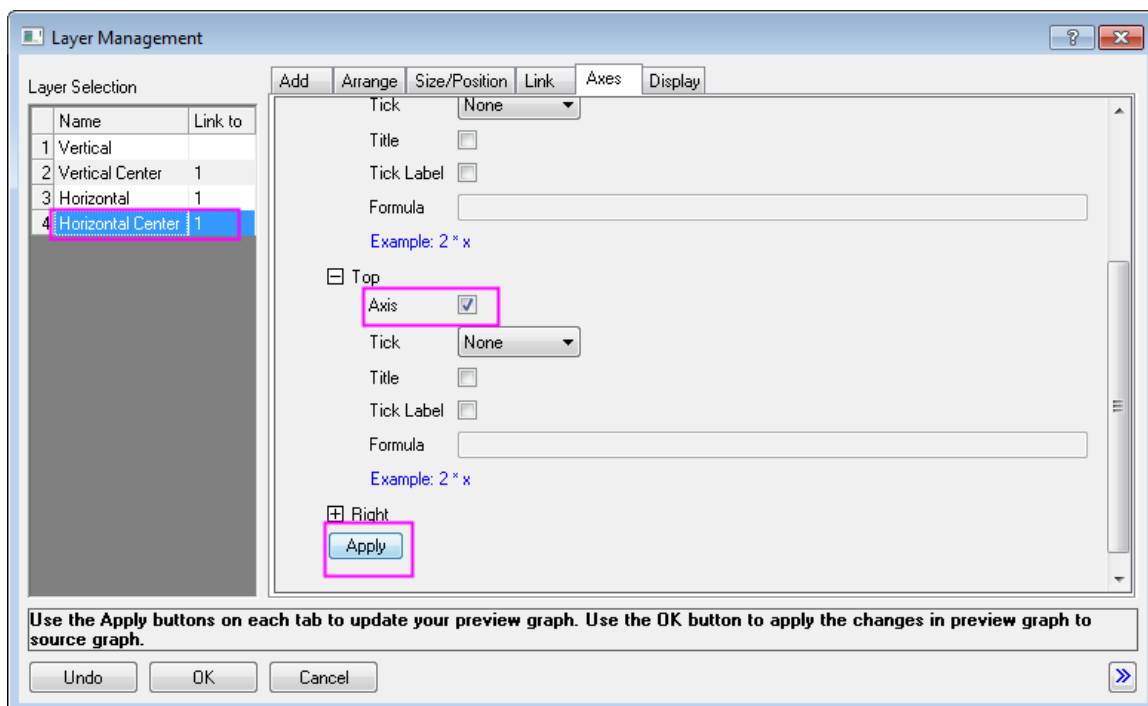 Layer Management
Layer Selection
Add Arrange Size/Position Link Axes Display
Name Link to
1 Vertical
2 Vertical Center 1
3 Horizontal 1
4 Horizontal Center 1
Tick None
Title
Tick Label
Formula
Example: 2 * x
Top
Axis
Tick None
Title
Tick Label
Formula
Example: 2 * x
Right
Apply
Use the Apply buttons on each tab to update your preview graph. Use the OK button to apply the changes in preview graph to
source graph.
Undo OK Cancel